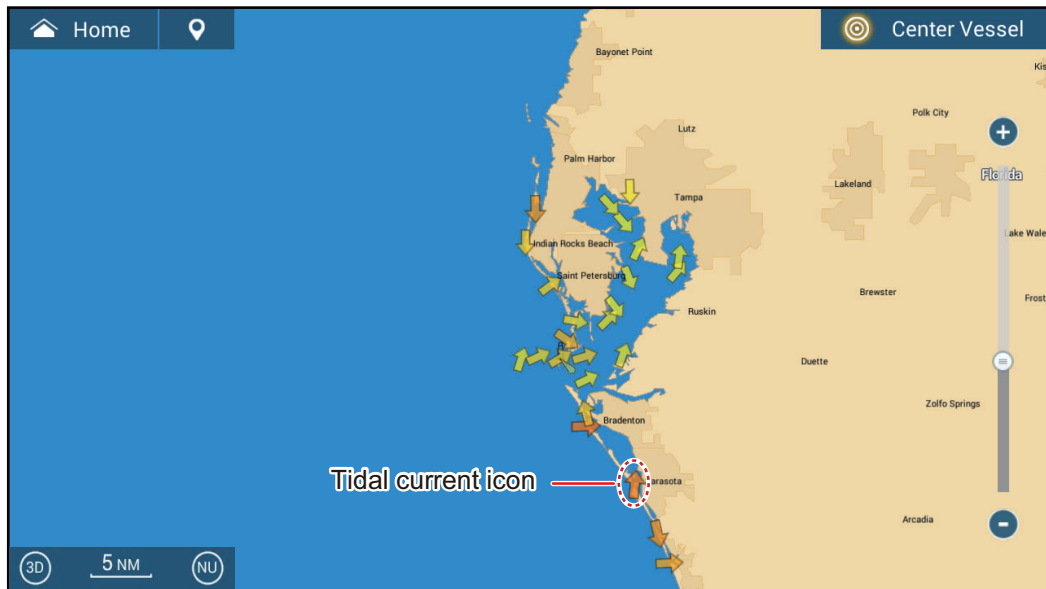 Home
Center Vessel
Bayonet Point
Kis
Polk City
Lutz
Palm Harbor
Florida
Lakeland
Tampa
Lake Wale
Indian Rocks Beach
Saint Petersburg
Brewster
Frost
Ruskin
Duette
Zolfo Springs
Bradenton
Tidal current icon
arasota
Arcadia
3D
5 NM
NU